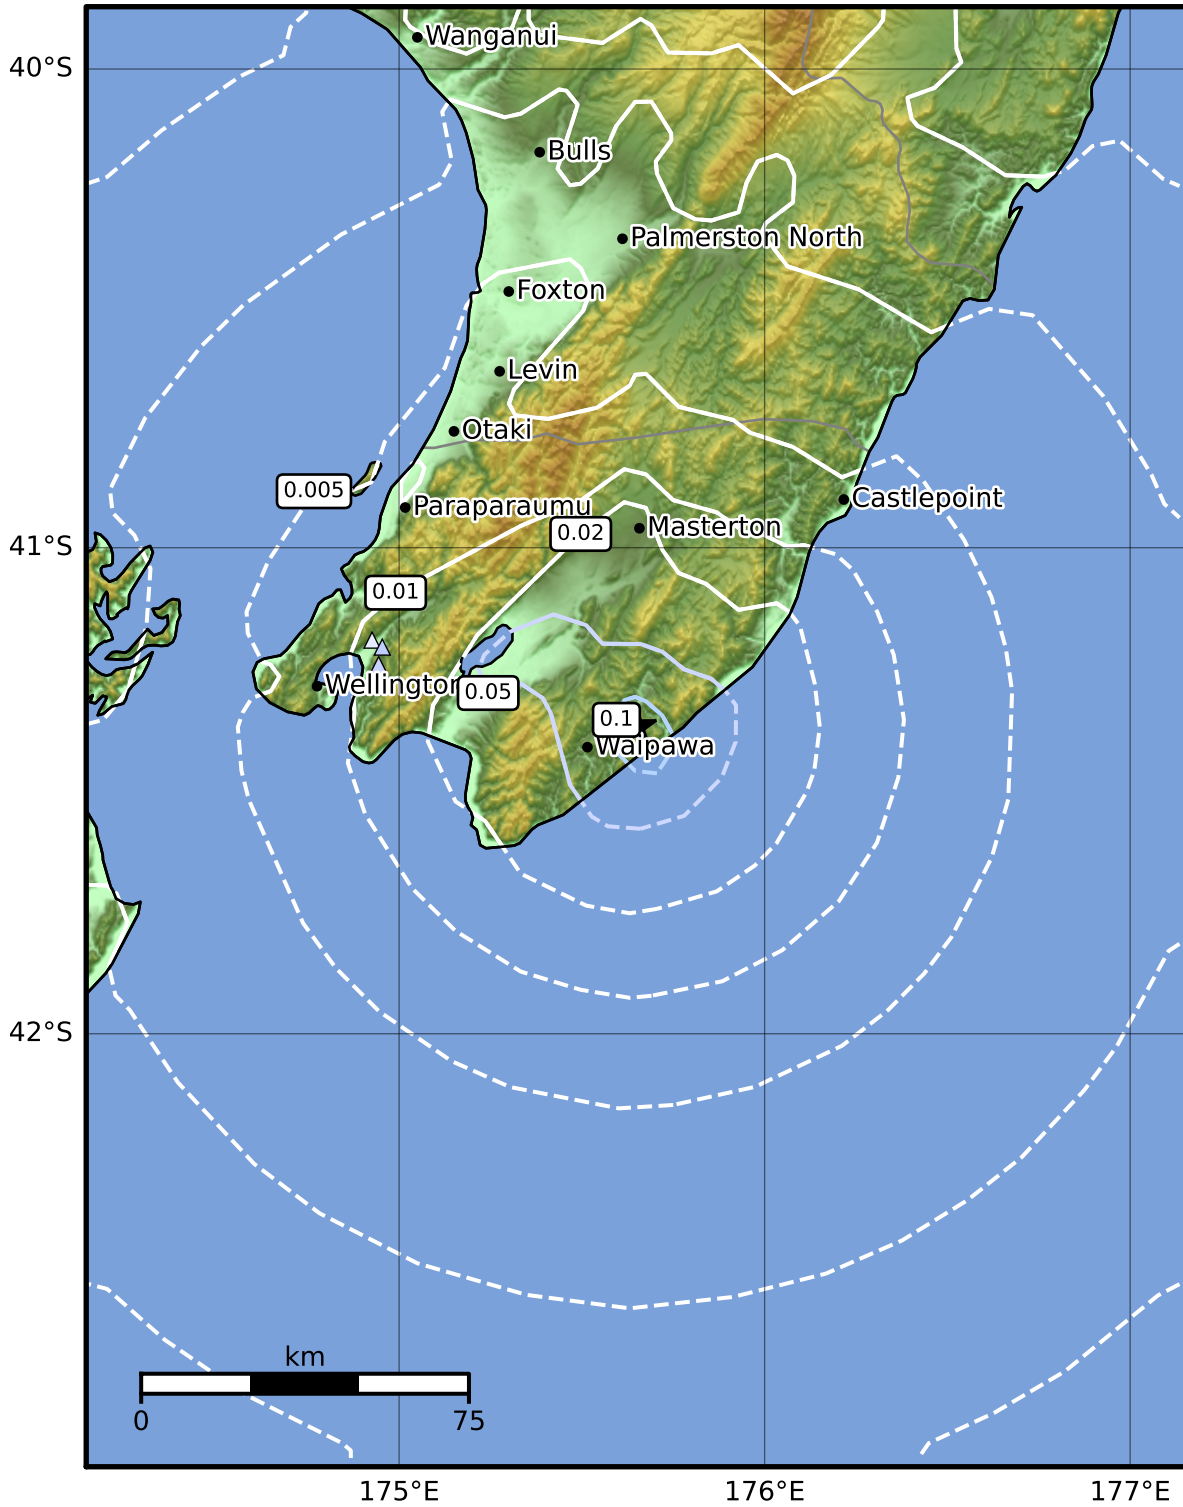 Wanganui
40°S
Bulls
Palmerston North
Foxton
Levin
Otaki
0.005
Castlepoint
Paraparaumu
Masterton
0.02
41°S
0.01
Wellington
0.05
0.1
Waipawa
42°S
km
0 75
175°E 176°E 177°E